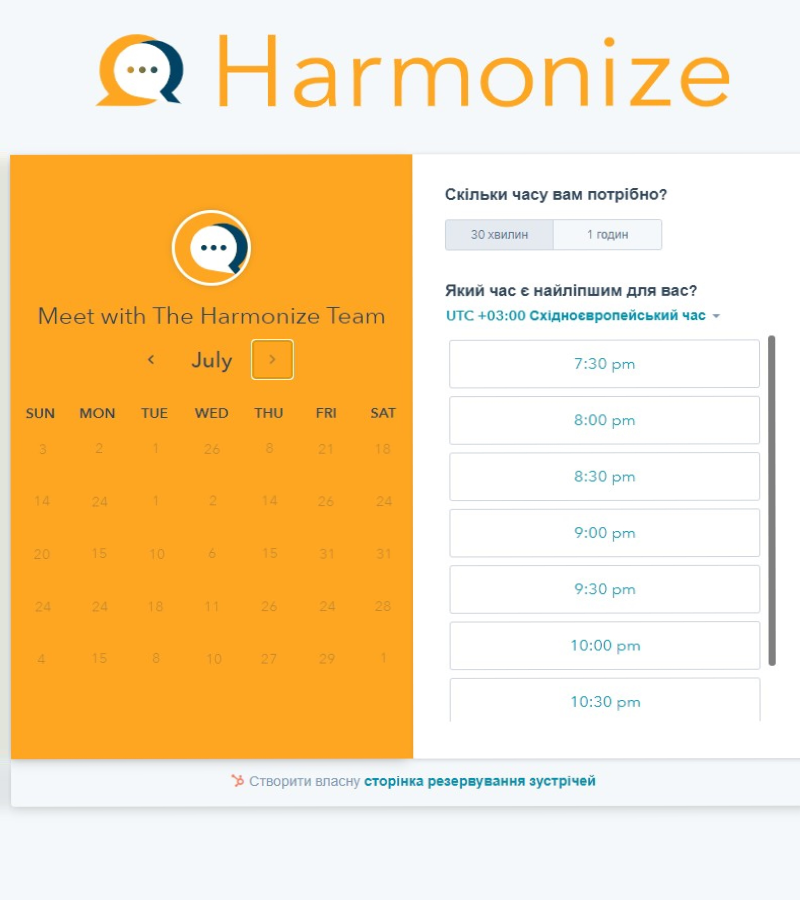 Harmonize
Meet with The Harmonize Team
July
SUN MON TUE WED THU FRI SAT
3 2 1 26 8 21 18
14 24 1 2 14 26 24
20 15 10 6 15 31 31
24 24 18 11 26 24 28
4 15 8 10 27 29 1
Скільки часу вам потрібно?
30 хвилин 1 годин
Який час є найліпшим для вас?
UTC +03:00 Східноєвропейський час
7:30 pm
8:00 pm
8:30 pm
9:00 pm
9:30 pm
10:00 pm
10:30 pm
Створити власну сторінка резервування зустрічей